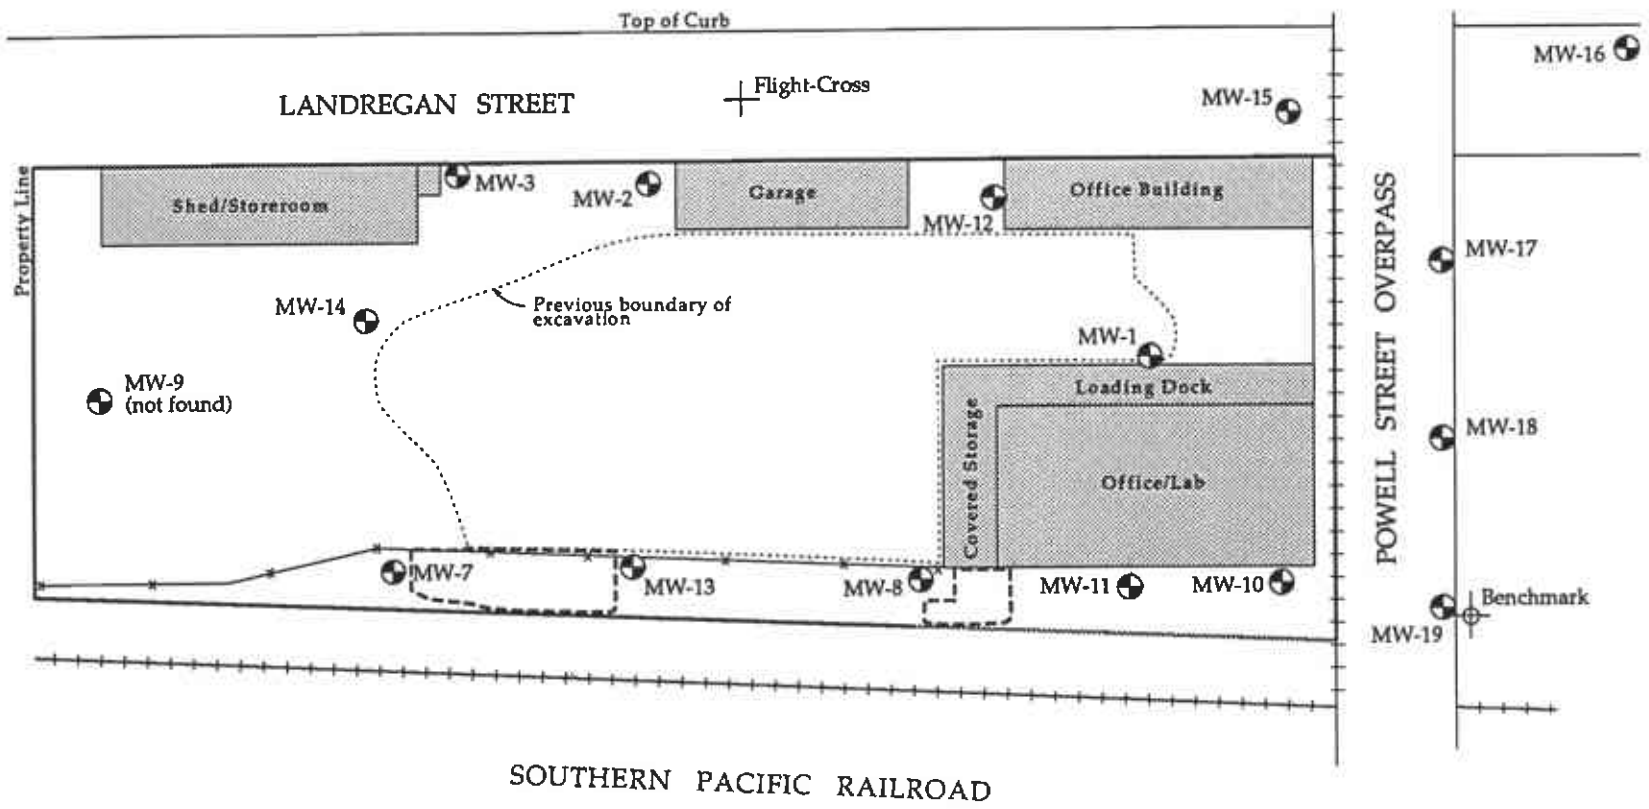 Top of Curb
MW-16
Flight-Cross
LANDREGAN STREET
MW-15
Property Line
MW-3
MW-2
Garage
Office Building
Shed/Storeroom
MW-12
POWELL STREET OVERPASS
MW-17
MW-14
Previous boundary of
excavation
MW-1
MW-9
(not found)
Loading Dock
Covered Storage
MW-18
Office/Lab
MW-7
MW-13
MW-8
MW-11
MW-10
Benchmark
MW-19
SOUTHERN PACIFIC RAILROAD